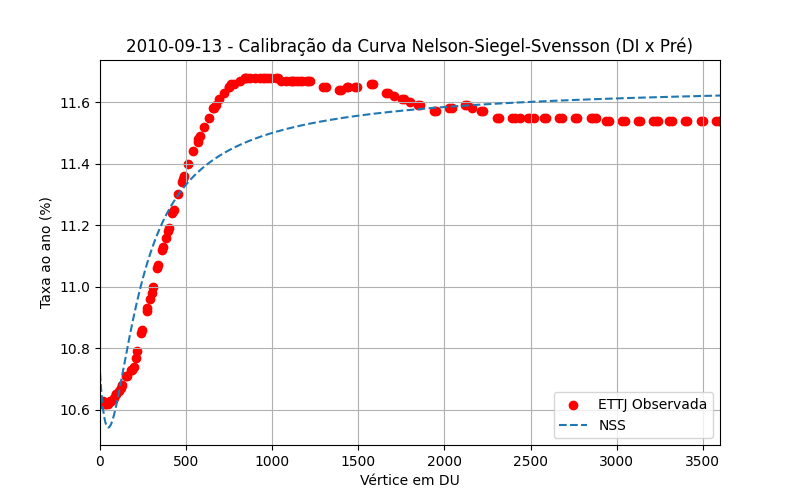 2010-09-13 - Calibração da Curva Nelson-Siegel-Svensson (DI x Pré)
Taxa ao ano (%)
11.6
11.4
11.2
11.0
10.8
10.6
ETTJ Observada
NSS
0 500 1000 1500 2000 2500 3000 3500
Vértice em DU